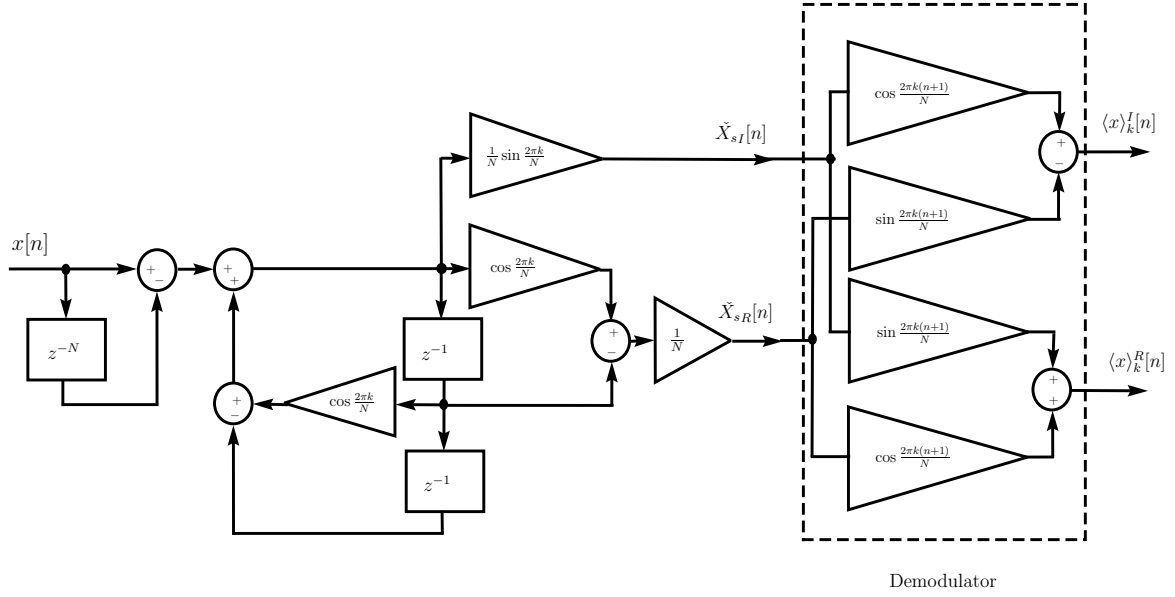 x[n]
+
−
z^{-N}
+
+
+
−
cos 2πk/N
z^{-1}
z^{-1}
1/N sin 2πk/N
cos 2πk/N
+
−
1/N
X̌_{sI}[n]
X̌_{sR}[n]
cos 2πk(n+1)/N
sin 2πk(n+1)/N
sin 2πk(n+1)/N
cos 2πk(n+1)/N
+
−
+
+
⟨x⟩_k^I[n]
⟨x⟩_k^R[n]
Demodulator